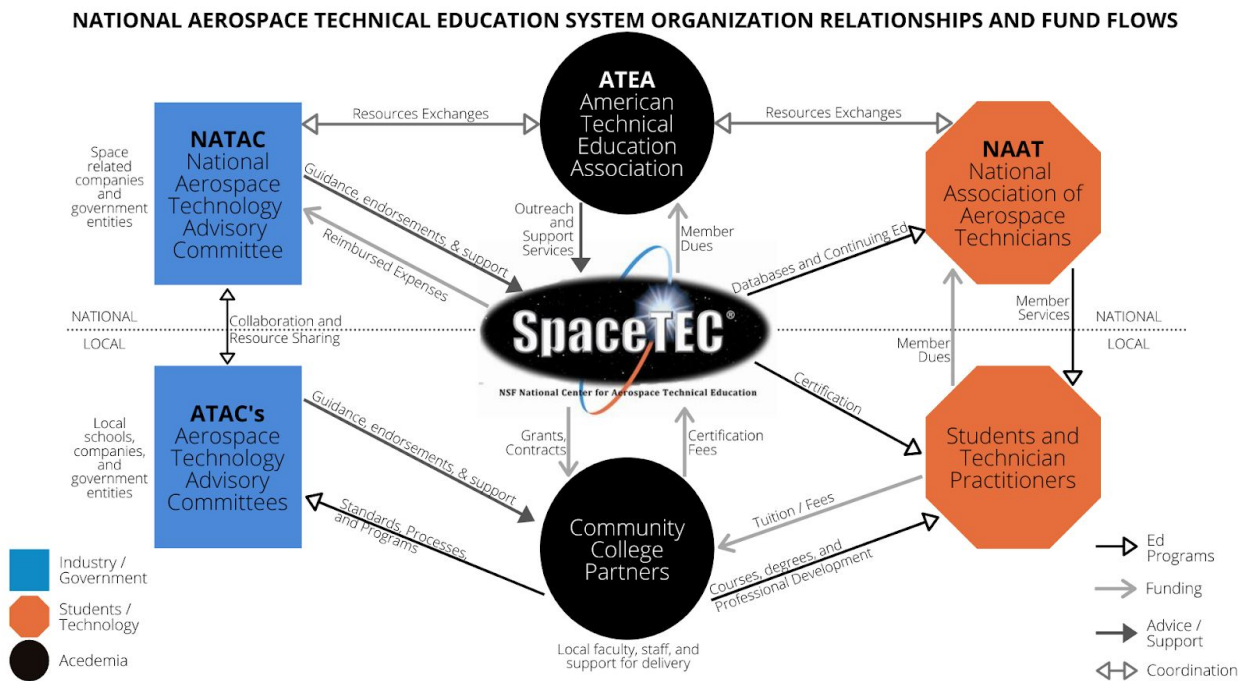 NATIONAL AEROSPACE TECHNICAL EDUCATION SYSTEM ORGANIZATION RELATIONSHIPS AND FUND FLOWS
ATEA
American
Technical
Education
Association
Resources Exchanges
Resources Exchanges
NATAC
National
Aerospace
Technology
Advisory
Committee
Space
related
companies
and
government
entities
NAAT
National
Association of
Aerospace
Technicians
Guidance, endorsements, & support
Reimbursed Expenses
Outreach
and
Support
Services
Member
Dues
Databases and Continuing Ed
Member
Services
NATIONAL
LOCAL
Collaboration and
Resource Sharing
SpaceTEC®
NSF National Center for Aerospace Technical Education
Member
Dues
NATIONAL
LOCAL
ATAC's
Aerospace
Technology
Advisory
Committees
Local
schools,
companies,
and
government
entities
Guidance, endorsements, & support
Standards, Processes,
and Programs
Grants,
Contracts
Certification
Fees
Certification
Students and
Technician
Practitioners
Community
College
Partners
Tuition / Fees
Courses, degrees, and
Professional Development
Local faculty, staff, and
support for delivery
Industry /
Government
Students /
Technology
Acedemia
Ed
Programs
Funding
Advice /
Support
Coordination